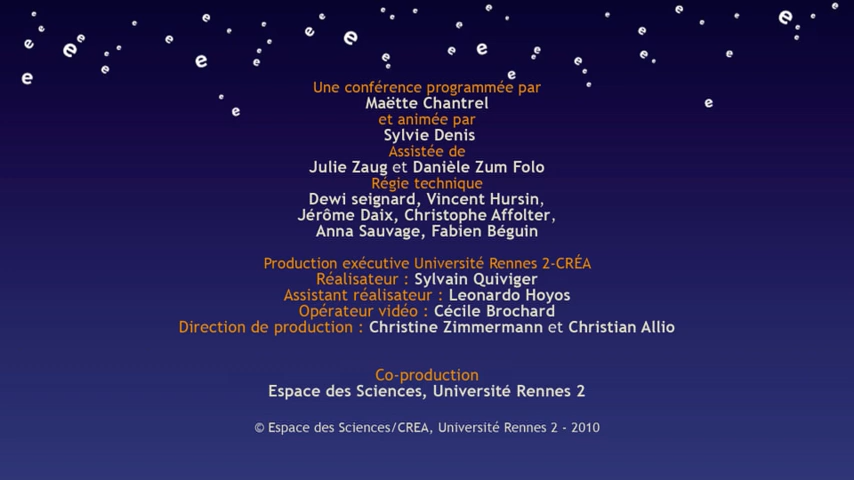 Une conférence programmée par
Maëtte Chantrel
et animée par
Sylvie Denis
Assistée de
Julie Zaug et Danièle Zum Folo
Régie technique
Dewi seignard, Vincent Hursin,
Jérôme Daix, Christophe Affolter,
Anna Sauvage, Fabien Béguin
Production exécutive Université Rennes 2-CRÉA
Réalisateur : Sylvain Quiviger
Assistant réalisateur : Leonardo Hoyos
Opérateur vidéo : Cécile Brochard
Direction de production : Christine Zimmermann et Christian Allio
Co-production
Espace des Sciences, Université Rennes 2
© Espace des Sciences/CREA, Université Rennes 2 - 2010